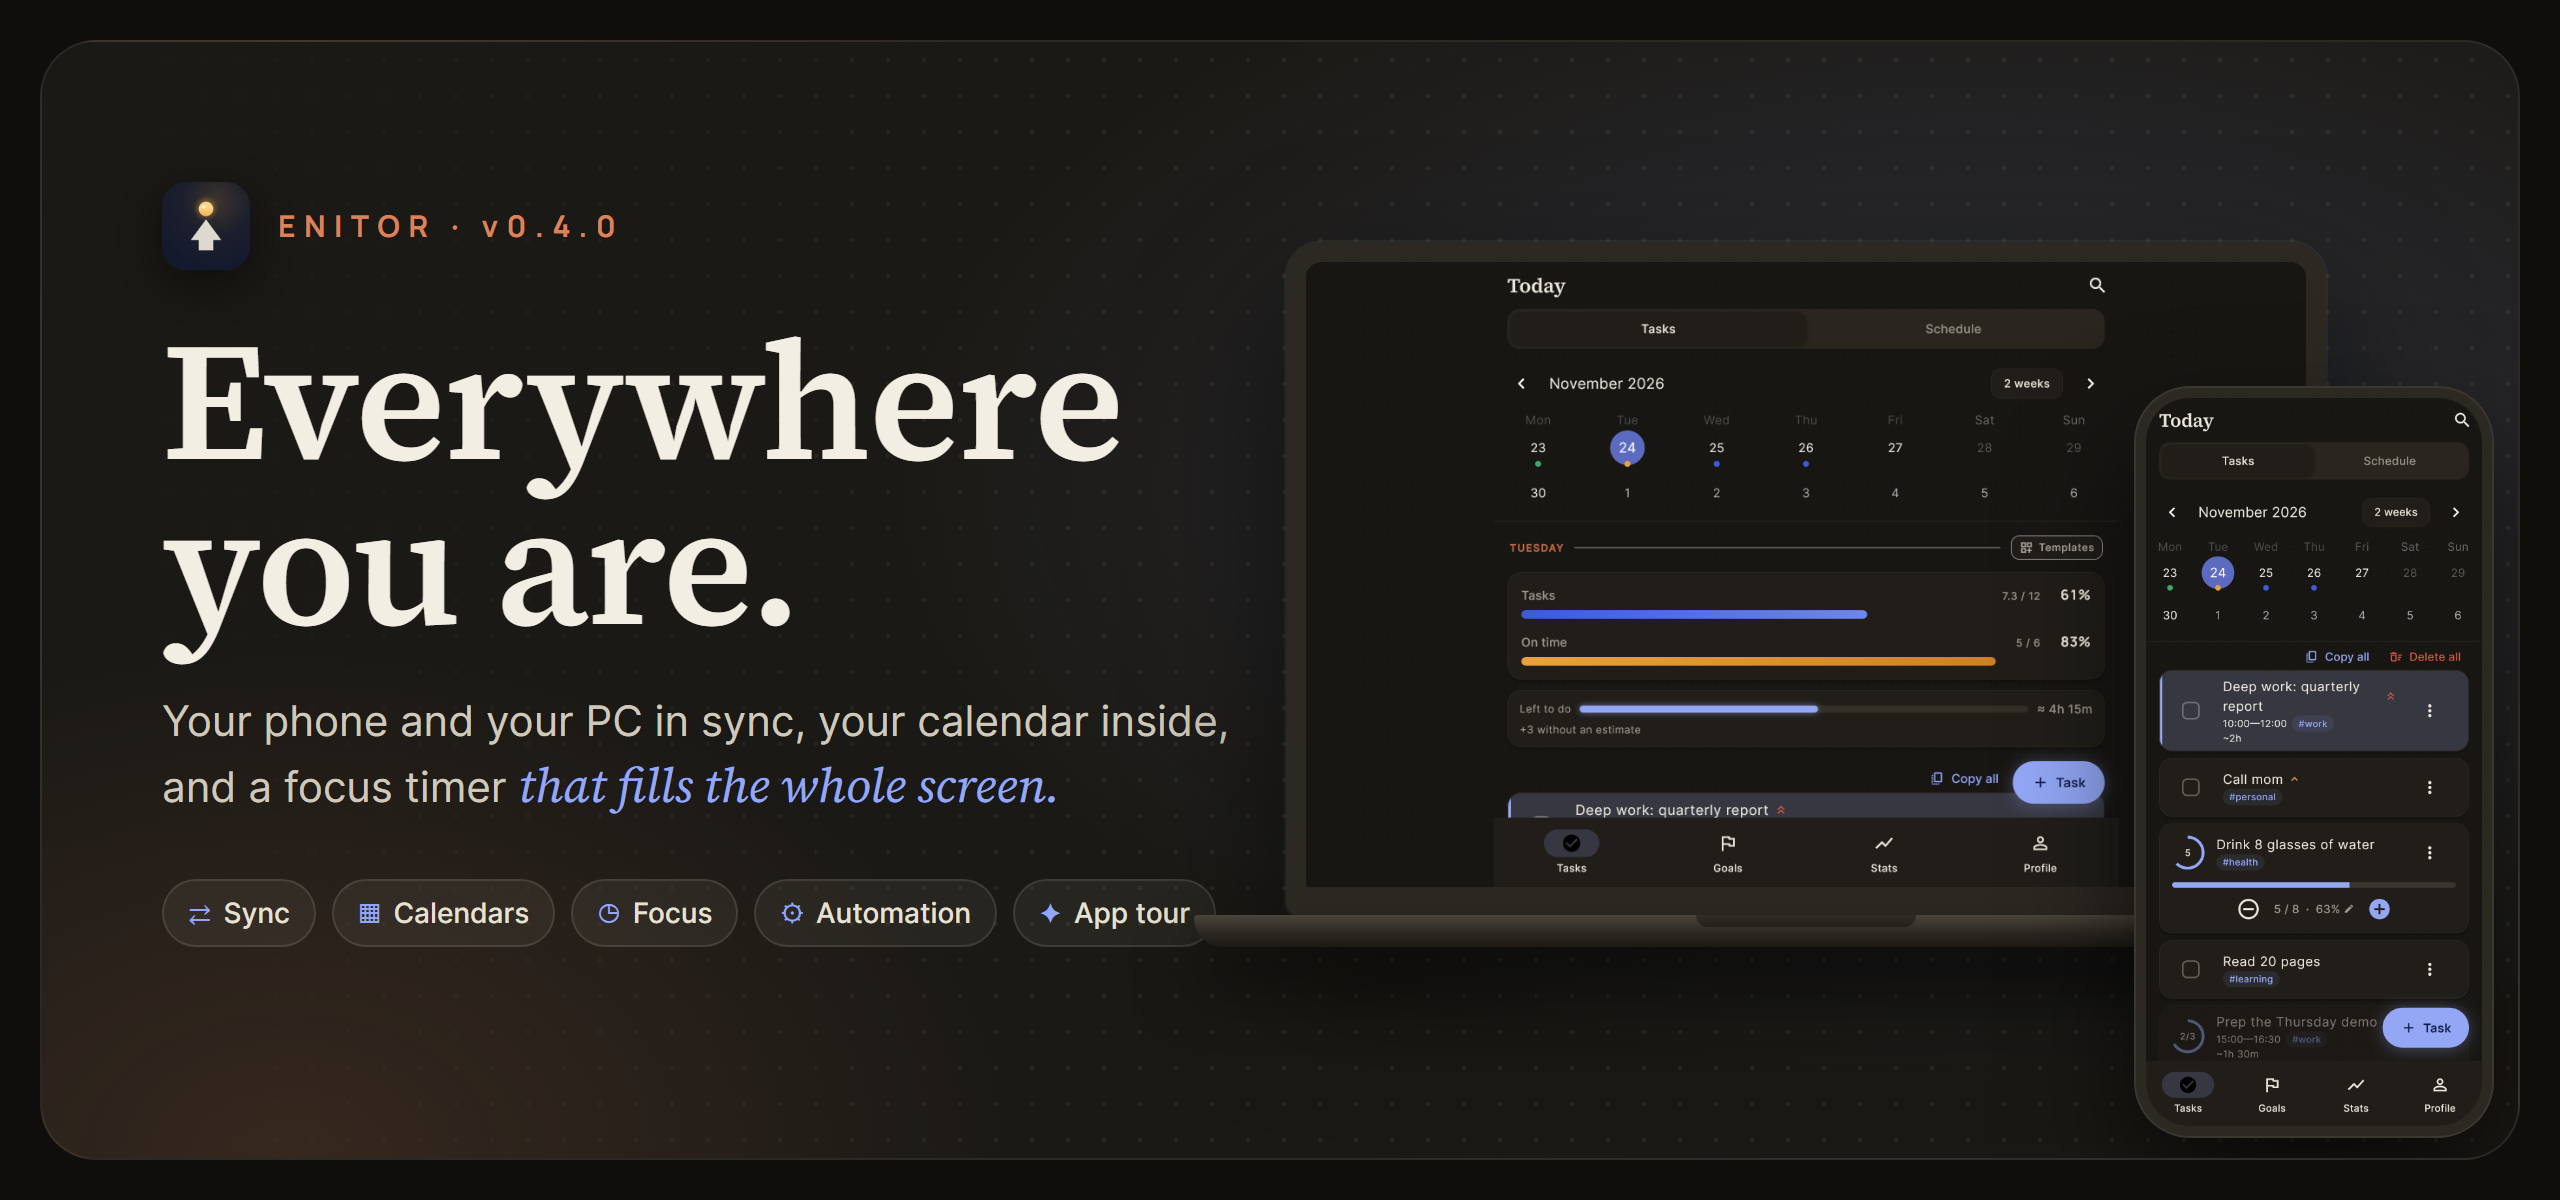 ENITOR · v0.4.0
Everywhere
you are.
Your phone and your PC in sync, your calendar inside,
and a focus timer that fills the whole screen.
Sync
Calendars
Focus
Automation
App tour
Today
Tasks Schedule
November 2026 2 weeks
Mon Tue Wed Thu Fri Sat Sun
23 24 25 26 27 28 29
30 1 2 3 4 5 6
TUESDAY Templates
Tasks 7.3 / 12 61%
On time 5 / 6 83%
Left to do ≈ 4h 15m
+3 without an estimate
Copy all + Task
Deep work: quarterly report
Tasks Goals Stats Profile
Today
Tasks Schedule
November 2026 2 weeks
Mon Tue Wed Thu Fri Sat Sun
23 24 25 26 27 28 29
30 1 2 3 4 5 6
Copy all Delete all
Deep work: quarterly
report
10:00—12:00 #work
~2h
Call mom
#personal
5 Drink 8 glasses of water
#health
5 / 8 · 63%
Read 20 pages
#learning
2/3 Prep the Thursday demo
15:00—16:30 #work
~1h 30m
+ Task
Tasks Goals Stats Profile